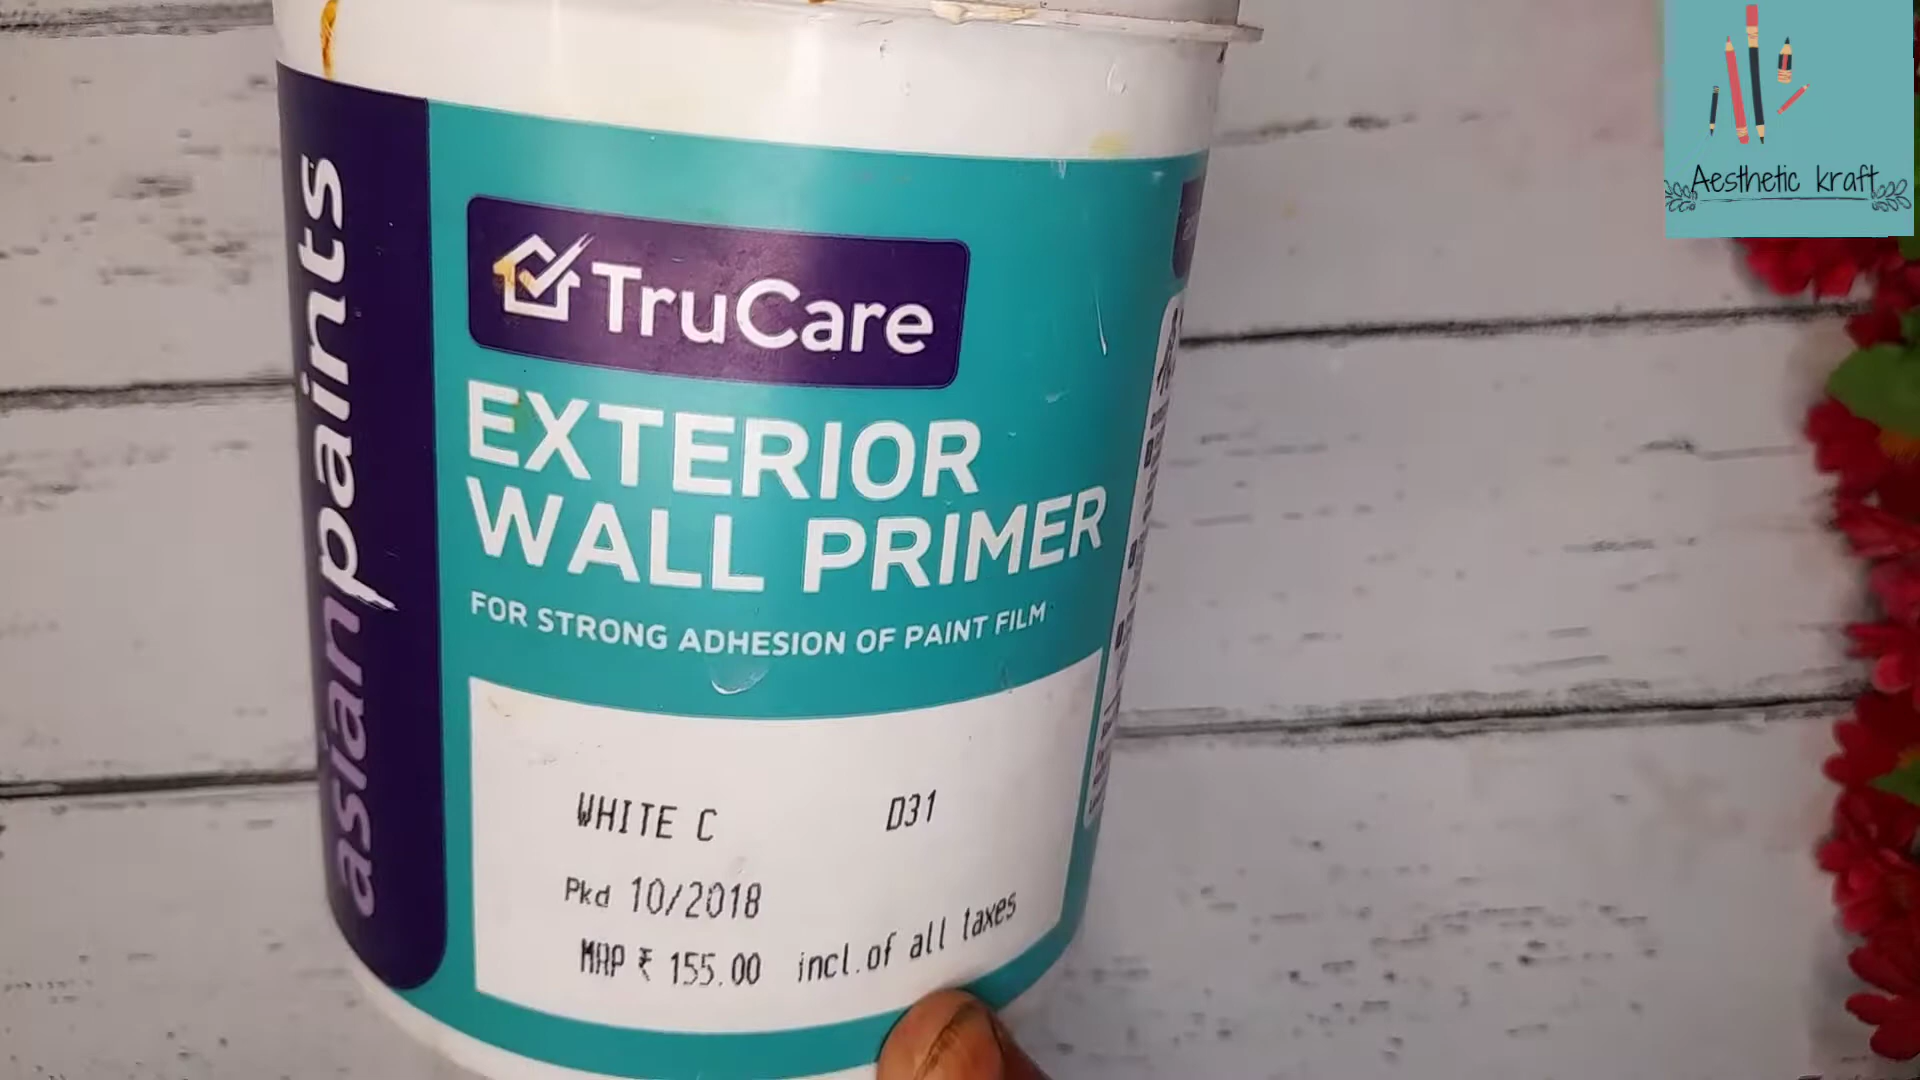 asianpaints
TruCare
EXTERIOR
WALL PRIMER
FOR STRONG ADHESION OF PAINT FILM
WHITE C D31
Pkd 10/2018
MRP ₹ 155.00 incl.of all taxes
Aesthetic kraft